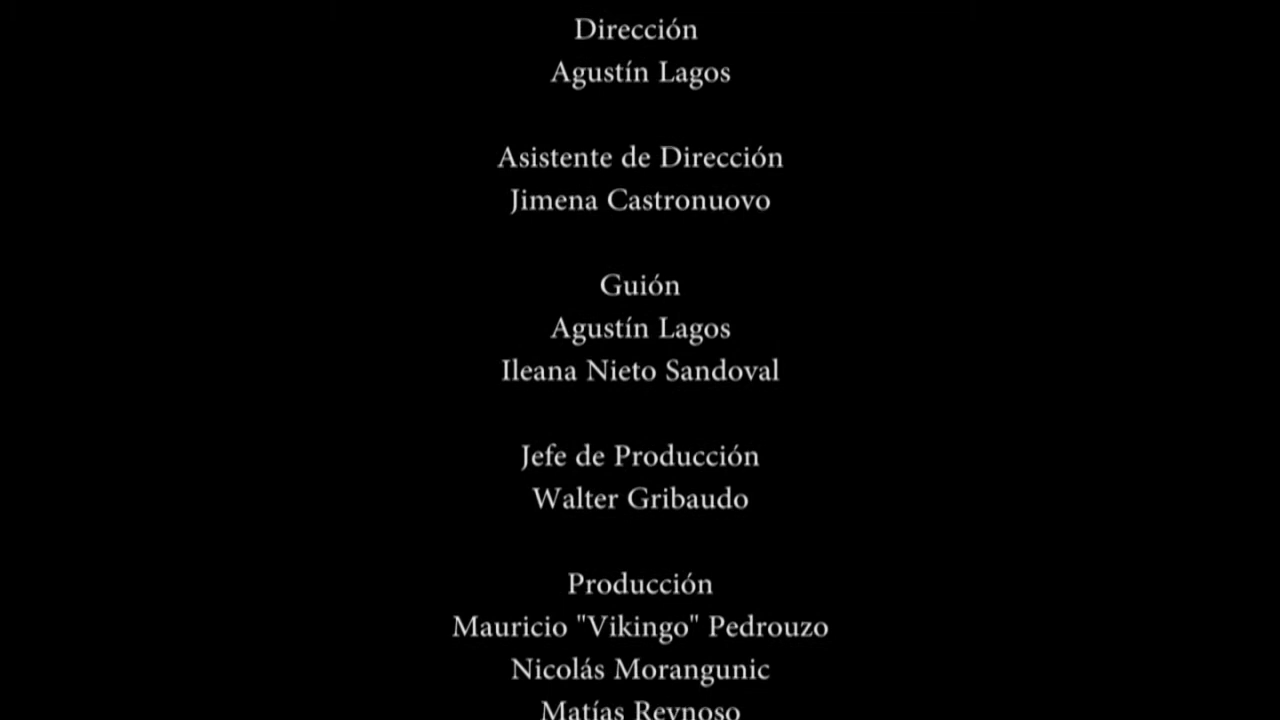 Dirección
Agustín Lagos
Asistente de Dirección
Jimena Castronuovo
Guión
Agustín Lagos
Ileana Nieto Sandoval
Jefe de Producción
Walter Gribaudo
Producción
Mauricio "Vikingo" Pedrouzo
Nicolás Morangunic
Matías Reynoso